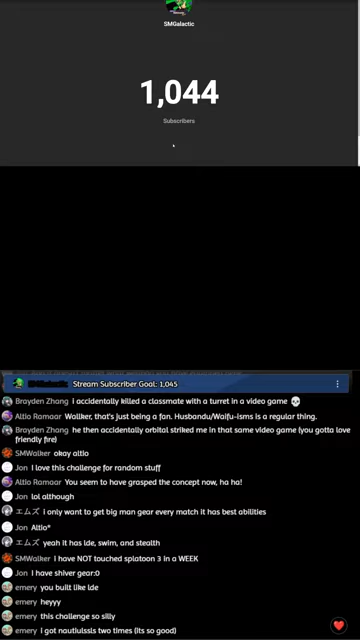 SMGalactic
1,044
Subscribers
SMGalactic Stream Subscriber Goal: 1,045
Brayden Zhang i accidentally killed a classmate with a turret in a video game 💀
Altio Ramaar Walker, that's just being a fan. Husbandu/Waifu-isms is a regular thing.
Brayden Zhang he then accidentally orbital striked me in that same video game (you gotta love
friendly fire)
SMWalker okay altio
Jon I love this challenge for random stuff
Altio Ramaar You seem to have grasped the concept now, ha ha!
Jon lol although
エムズ i only want to get big man gear every match it has best abilities
Jon Altio*
エムズ yeah it has lde, swim, and stealth
SMWalker I have NOT touched splatoon 3 in a WEEK
Jon I have shiver gear:0
emery you built like lde
emery heyyy
emery this challenge so silly
emery i got nautiulssls two times (its so good)